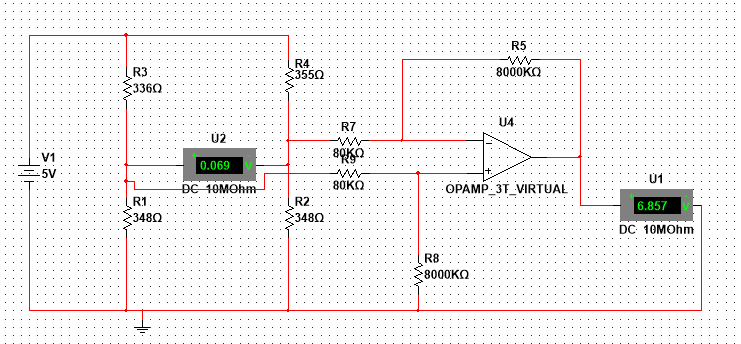 R5
8000KΩ
R3
336Ω
R4
355Ω
U4
U2
R7
80KΩ
V1
5V
+
0.069 V
DC 10MOhm
R9
80KΩ
−
+
OPAMP_3T_VIRTUAL
U1
+
6.857 V
DC 10MOhm
R1
348Ω
R2
348Ω
R8
8000KΩ